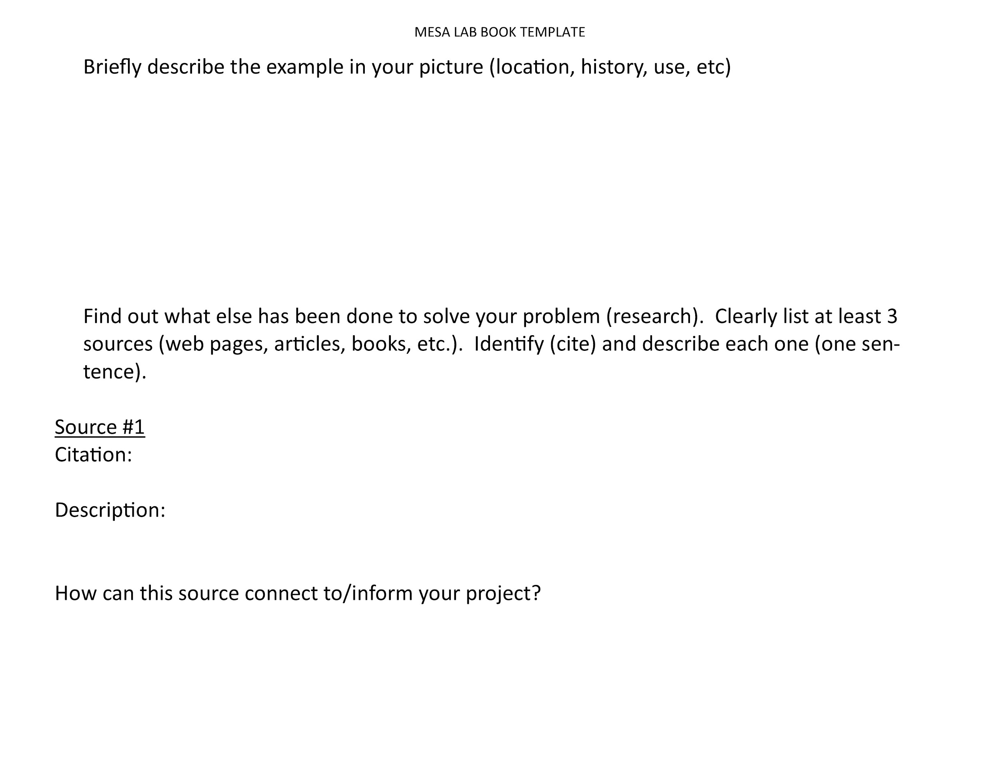 MESA LAB BOOK TEMPLATE
Briefly describe the example in your picture (location, history, use, etc)
Find out what else has been done to solve your problem (research).  Clearly list at least 3
sources (web pages, articles, books, etc.).  Identify (cite) and describe each one (one sen-
tence).
Source #1
Citation:
Description:
How can this source connect to/inform your project?